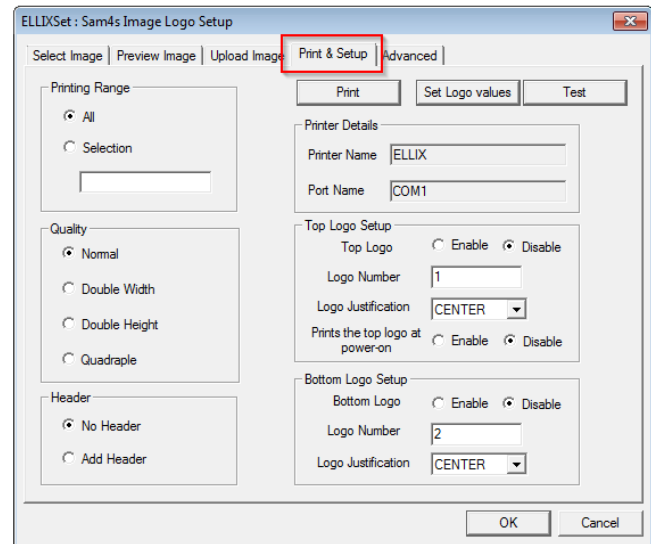 ELLIXSet : Sam4s Image Logo Setup
Select Image Preview Image Upload Image Print & Setup Advanced
Printing Range
All
Selection
Quality
Normal
Double Width
Double Height
Quadraple
Header
No Header
Add Header
Print Set Logo values Test
Printer Details
Printer Name ELLIX
Port Name COM1
Top Logo Setup
Top Logo Enable Disable
Logo Number 1
Logo Justification CENTER
Prints the top logo at
power-on Enable Disable
Bottom Logo Setup
Bottom Logo Enable Disable
Logo Number 2
Logo Justification CENTER
OK Cancel